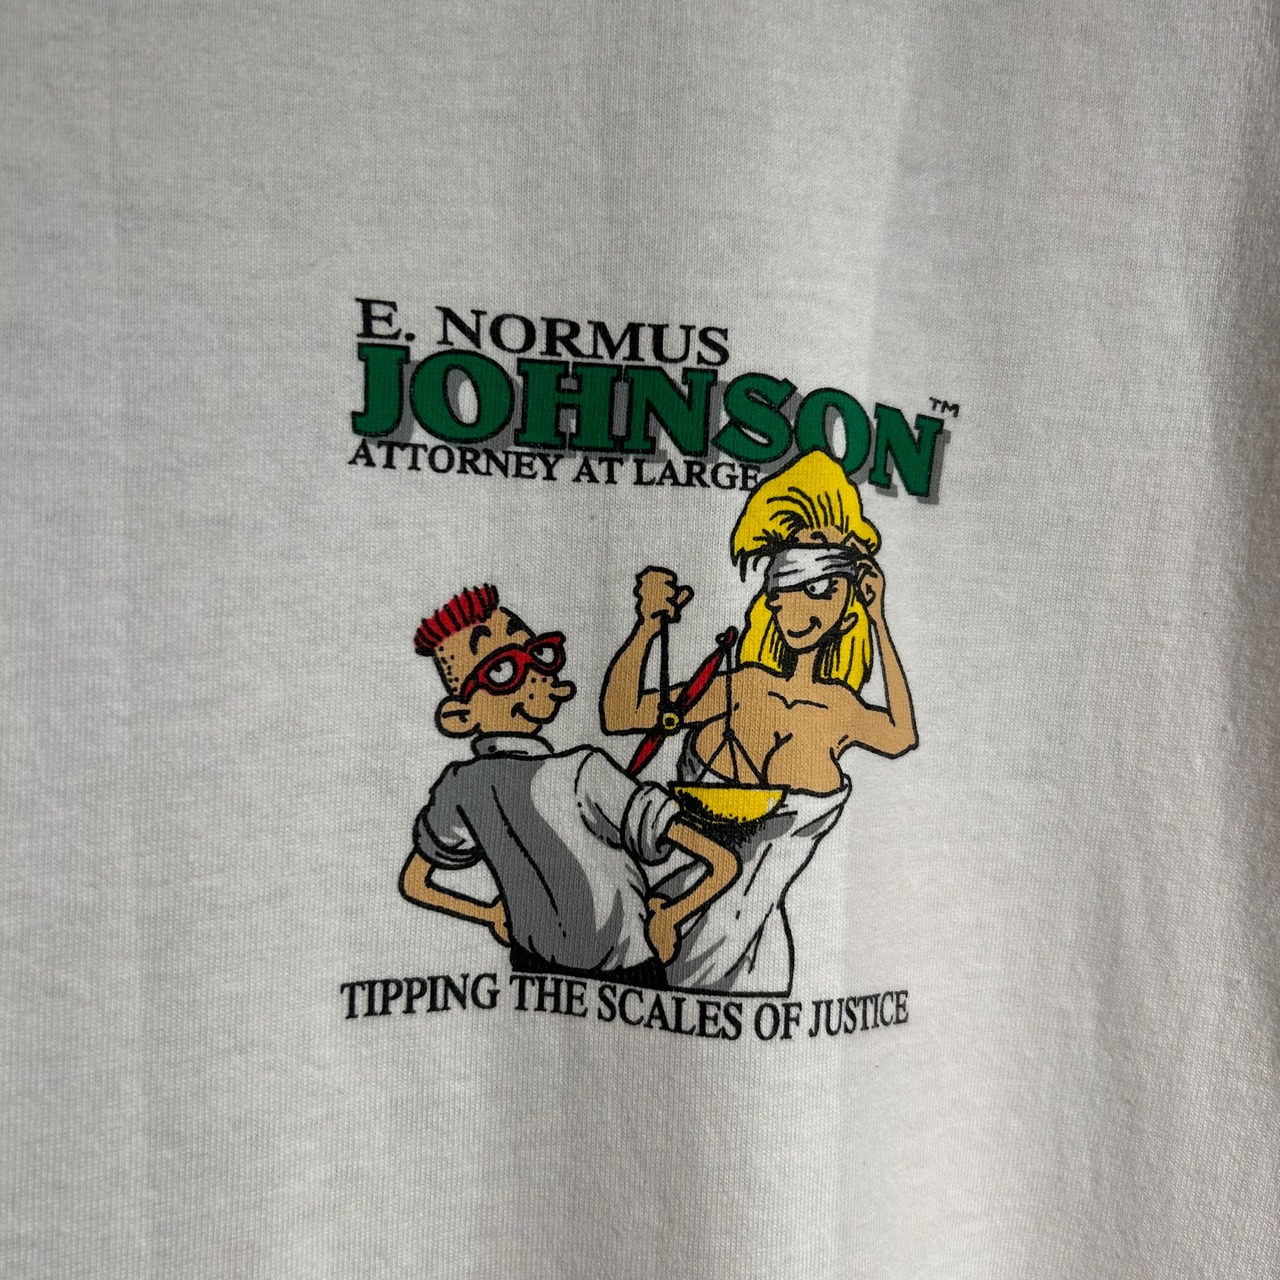 E. NORMUS
JOHNSON™
ATTORNEY AT LARGE
TIPPING THE SCALES OF JUSTICE